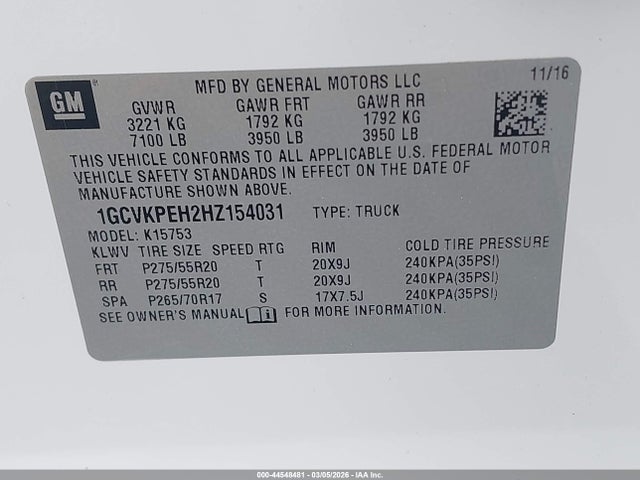 GM
MFD BY GENERAL MOTORS LLC 11/16
GVWR GAWR FRT GAWR RR
3221 KG 1792 KG 1792 KG
7100 LB 3950 LB 3950 LB
THIS VEHICLE CONFORMS TO ALL APPLICABLE U.S. FEDERAL MOTOR
VEHICLE SAFETY STANDARDS IN EFFECT ON THE DATE OF
MANUFACTURE SHOWN ABOVE.
1GCVKPEH2HZ154031 TYPE: TRUCK
MODEL: K15753
KLWV TIRE SIZE SPEED RTG RIM COLD TIRE PRESSURE
FRT P275/55R20 T 20X9J 240KPA(35PSI)
RR P275/55R20 T 20X9J 240KPA(35PSI)
SPA P265/70R17 S 17X7.5J 240KPA(35PSI)
SEE OWNER'S MANUAL FOR MORE INFORMATION.
000-44548481 - 03/05/2026 - IAA Inc.